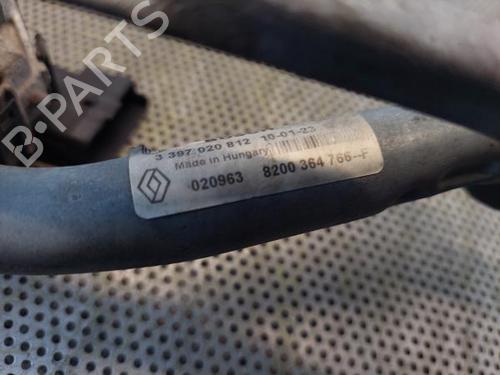 B-PARTS
3 397 020 812 10-01-23
Made in Hungary
020963 8200 364 766--F